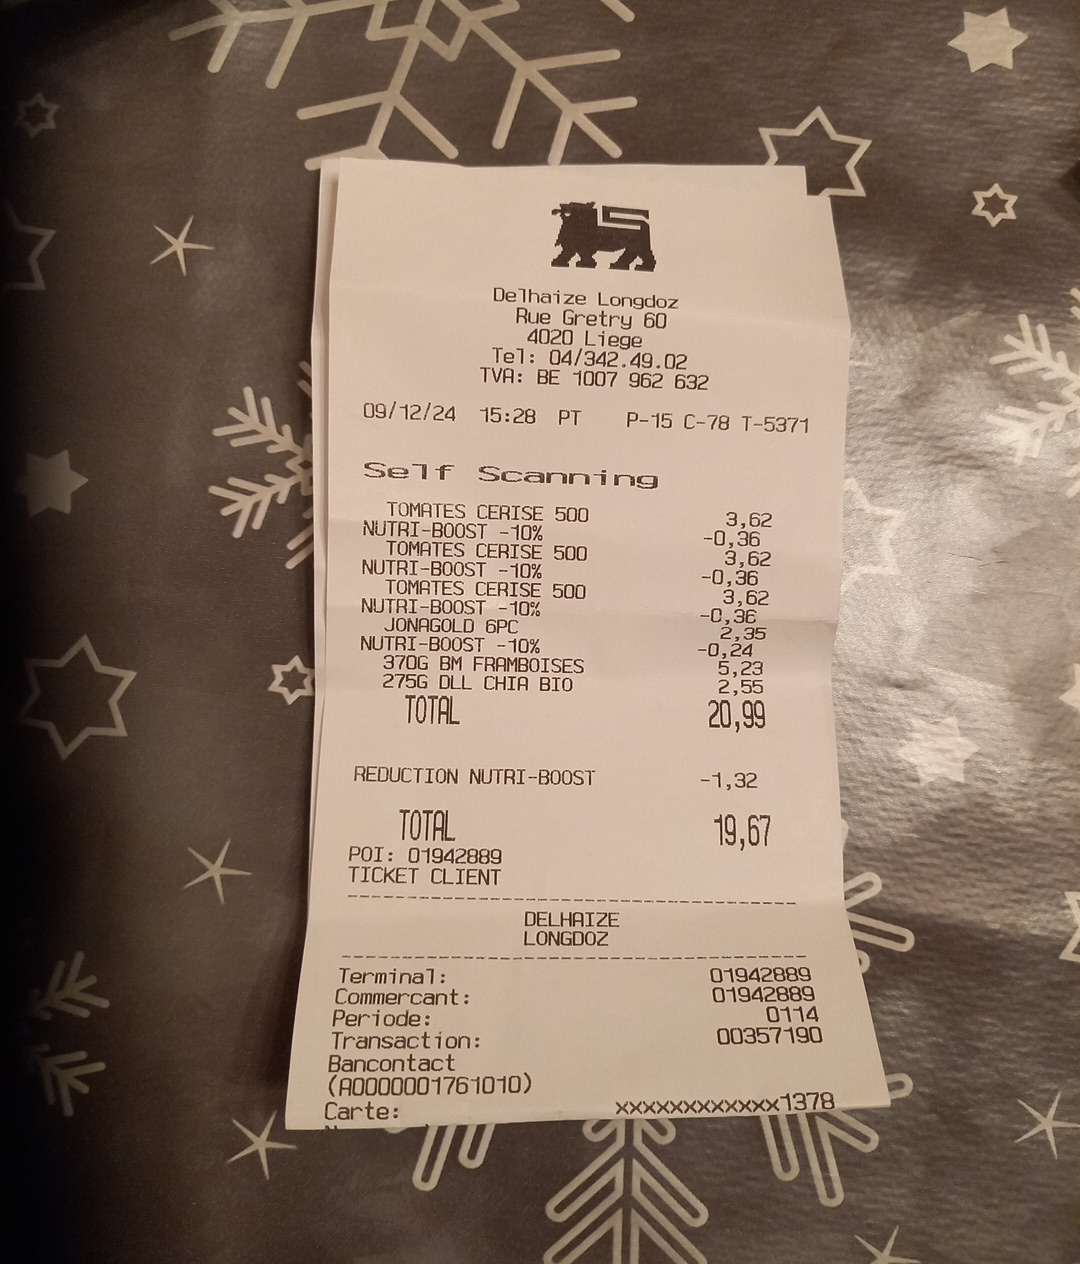 Delhaize Longdoz
Rue Gretry 60
4020 Liege
Tel: 04/342.49.02
TVA: BE 1007 962 632
09/12/24 15:28 PT P-15 C-78 T-5371
Self Scanning
TOMATES CERISE 500 3,62
NUTRI-BOOST -10% -0,36
TOMATES CERISE 500 3,62
NUTRI-BOOST -10% -0,36
TOMATES CERISE 500 3,62
NUTRI-BOOST -10% -0,36
JONAGOLD 6PC 2,35
NUTRI-BOOST -10% -0,24
370G BM FRAMBOISES 5,23
275G DLL CHIA BIO 2,55
TOTAL 20,99
REDUCTION NUTRI-BOOST -1,32
TOTAL 19,67
POI: 01942889
TICKET CLIENT
DELHAIZE
LONGDOZ
Terminal: 01942889
Commercant: 01942889
Periode: 0114
Transaction: 00357190
Bancontact
(A0000001761010)
Carte: xxxxxxxxxxxx1378